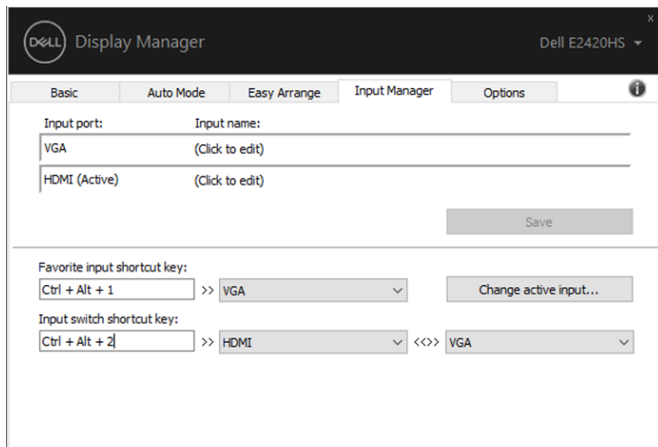 x
DELL Display Manager Dell E2420HS
Basic Auto Mode Easy Arrange Input Manager Options i
Input port: Input name:
VGA (Click to edit)
HDMI (Active) (Click to edit)
Save
Favorite input shortcut key:
Ctrl + Alt + 1 >> VGA Change active input...
Input switch shortcut key:
Ctrl + Alt + 2 >> HDMI <<>> VGA